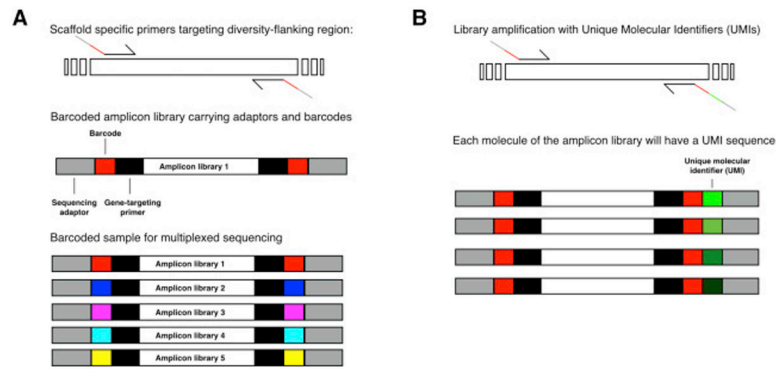 A
Scaffold specific primers targeting diversity-flanking region:
Barcoded amplicon library carrying adaptors and barcodes
Barcode
Amplicon library 1
Sequencing
adaptor
Gene-targeting
primer
Barcoded sample for multiplexed sequencing
Amplicon library 1
Amplicon library 2
Amplicon library 3
Amplicon library 4
Amplicon library 5
B
Library amplification with Unique Molecular Identifiers (UMIs)
Each molecule of the amplicon library will have a UMI sequence
Unique molecular
identifier (UMI)